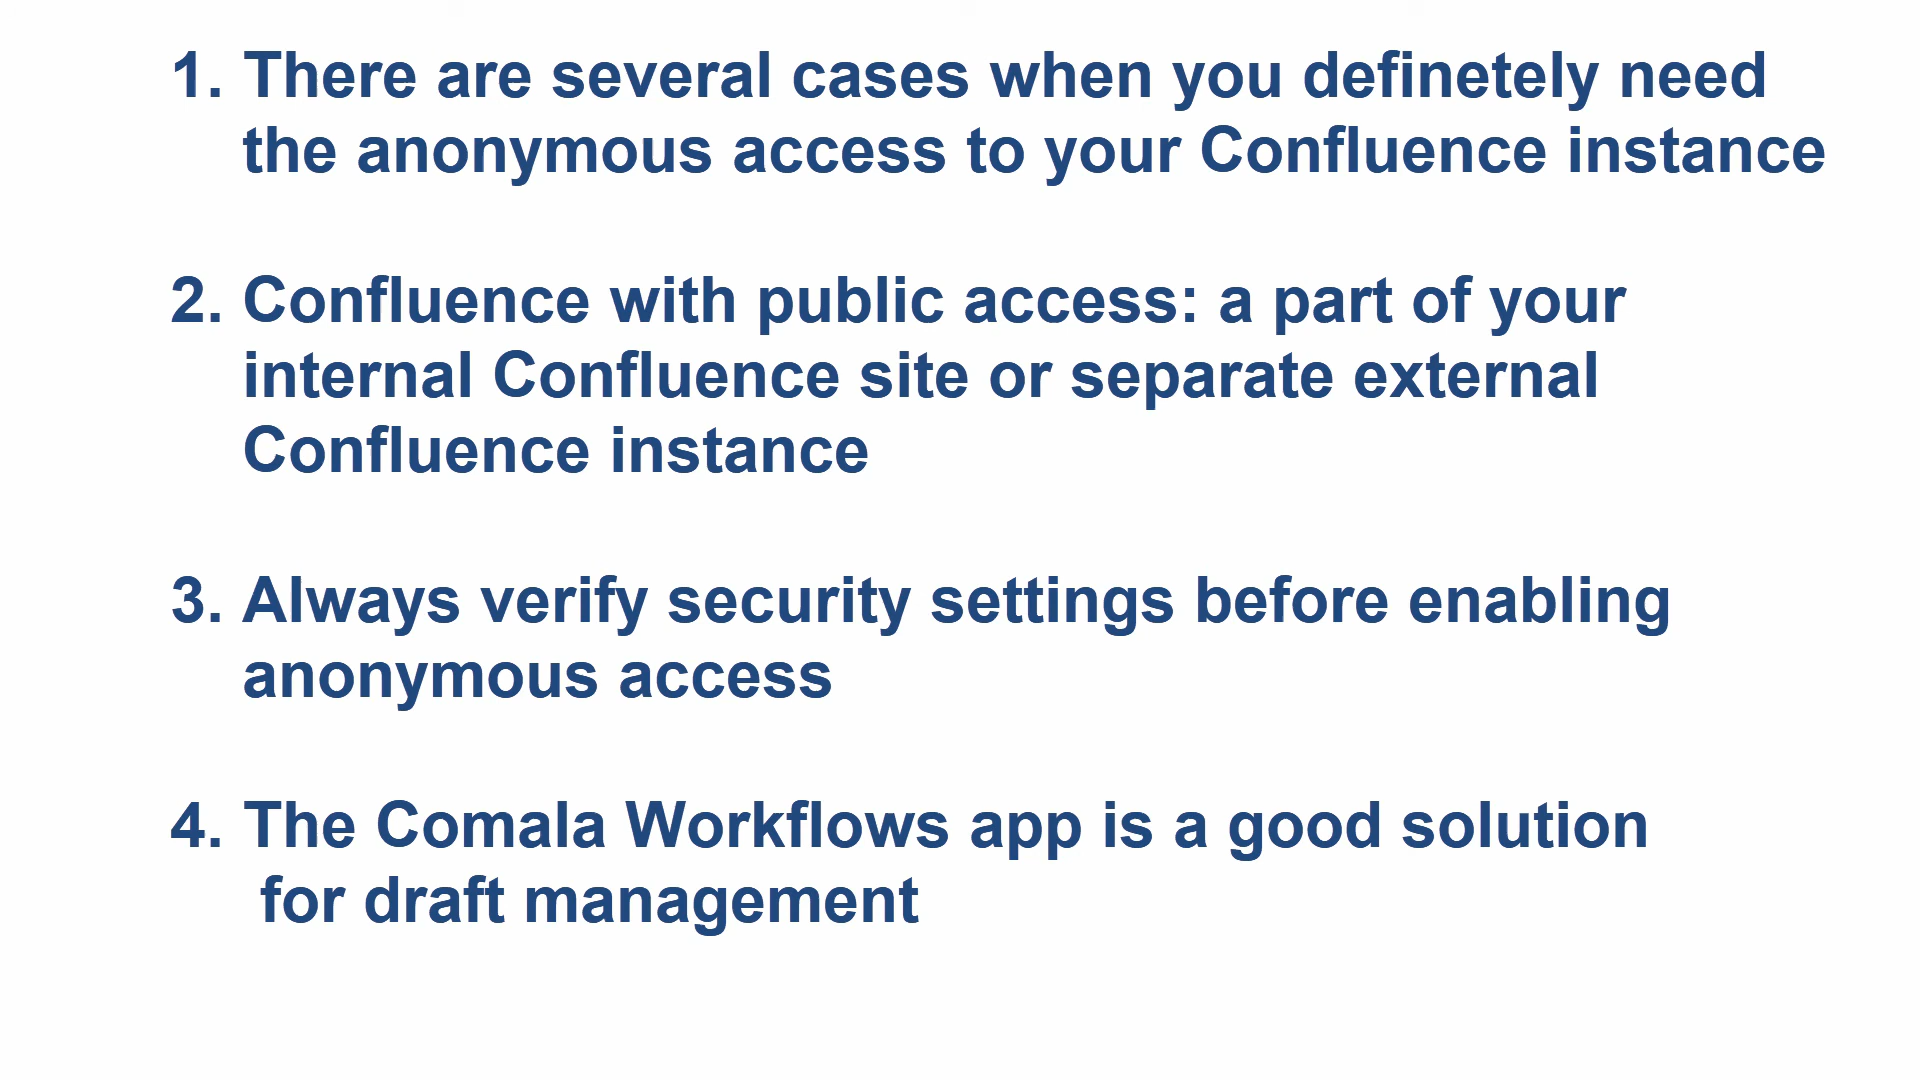 1. There are several cases when you definetely need
the anonymous access to your Confluence instance
2. Confluence with public access: a part of your
internal Confluence site or separate external
Confluence instance
3. Always verify security settings before enabling
anonymous access
4. The Comala Workflows app is a good solution
for draft management